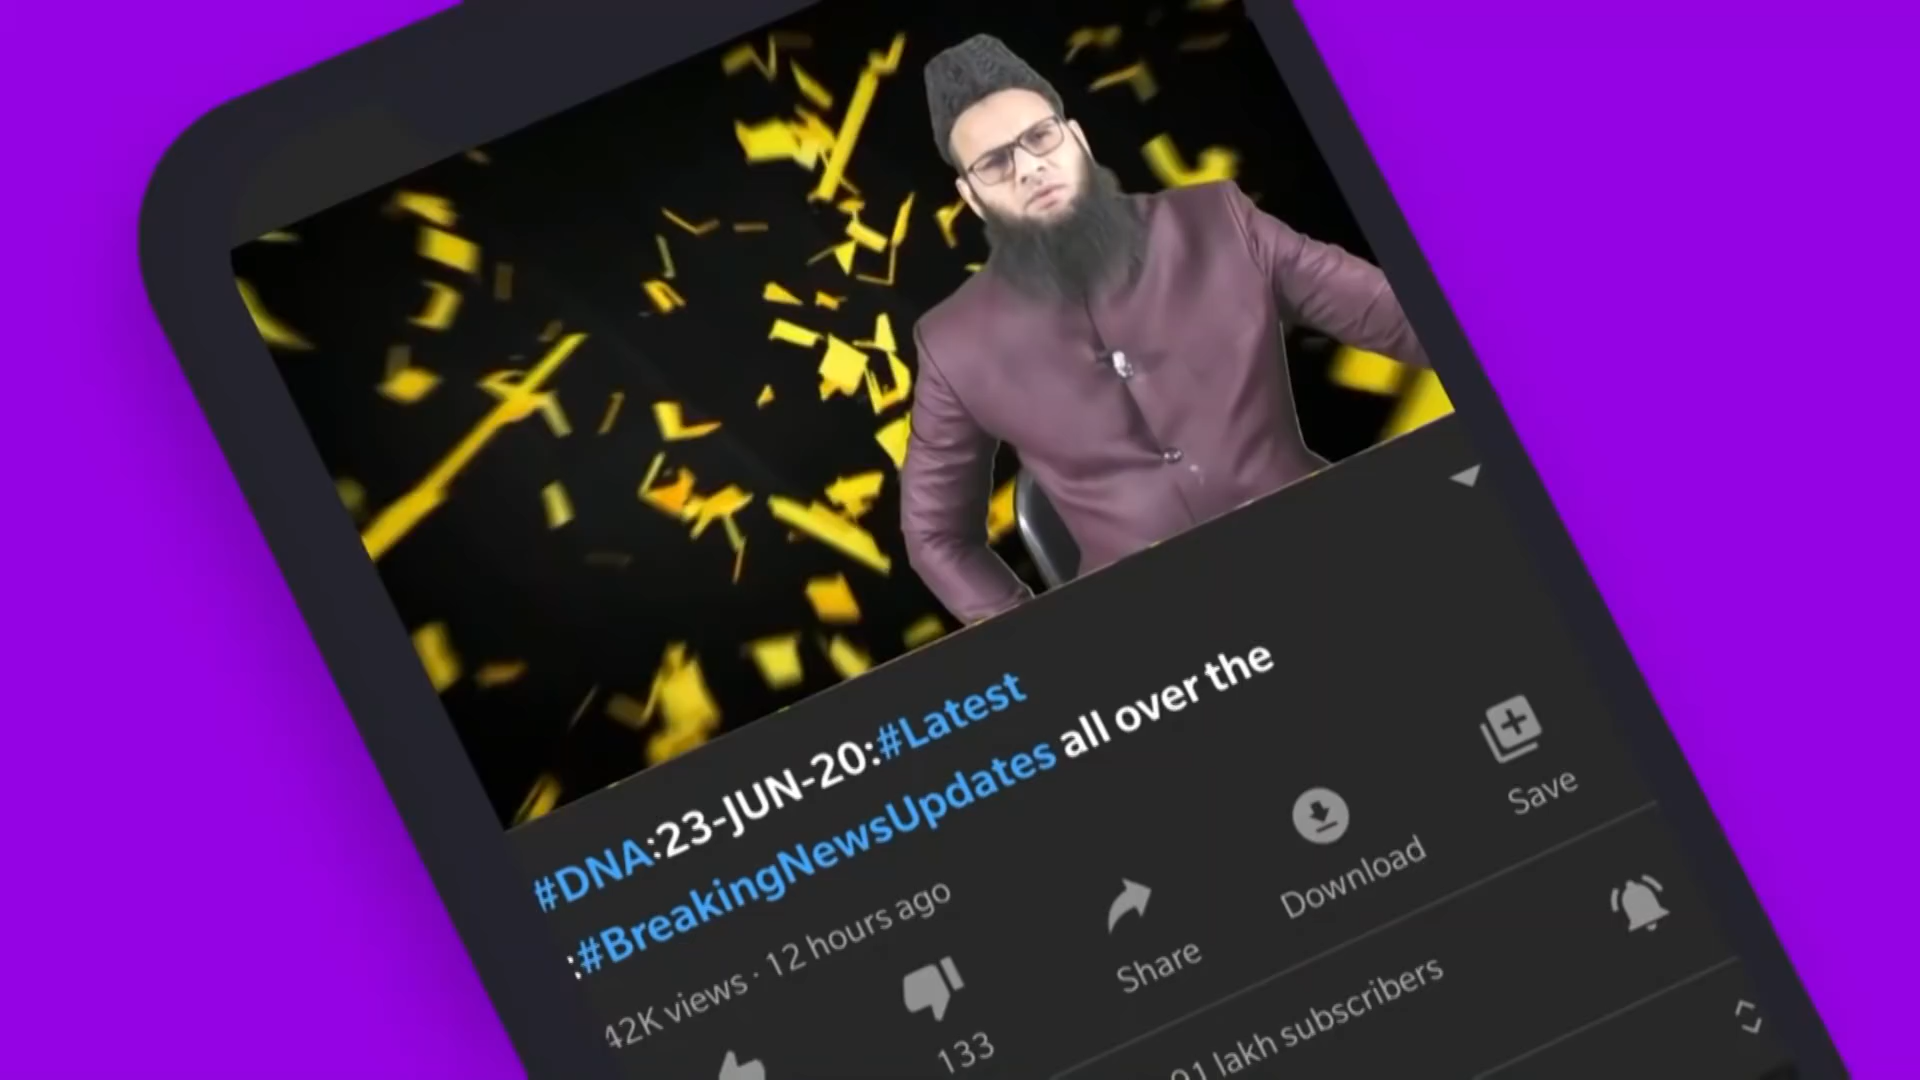 #DNA:23-JUN-20:#Latest
:#BreakingNewsUpdates all over the
42K views · 12 hours ago
133
Share
Download
Save
lakh subscribers